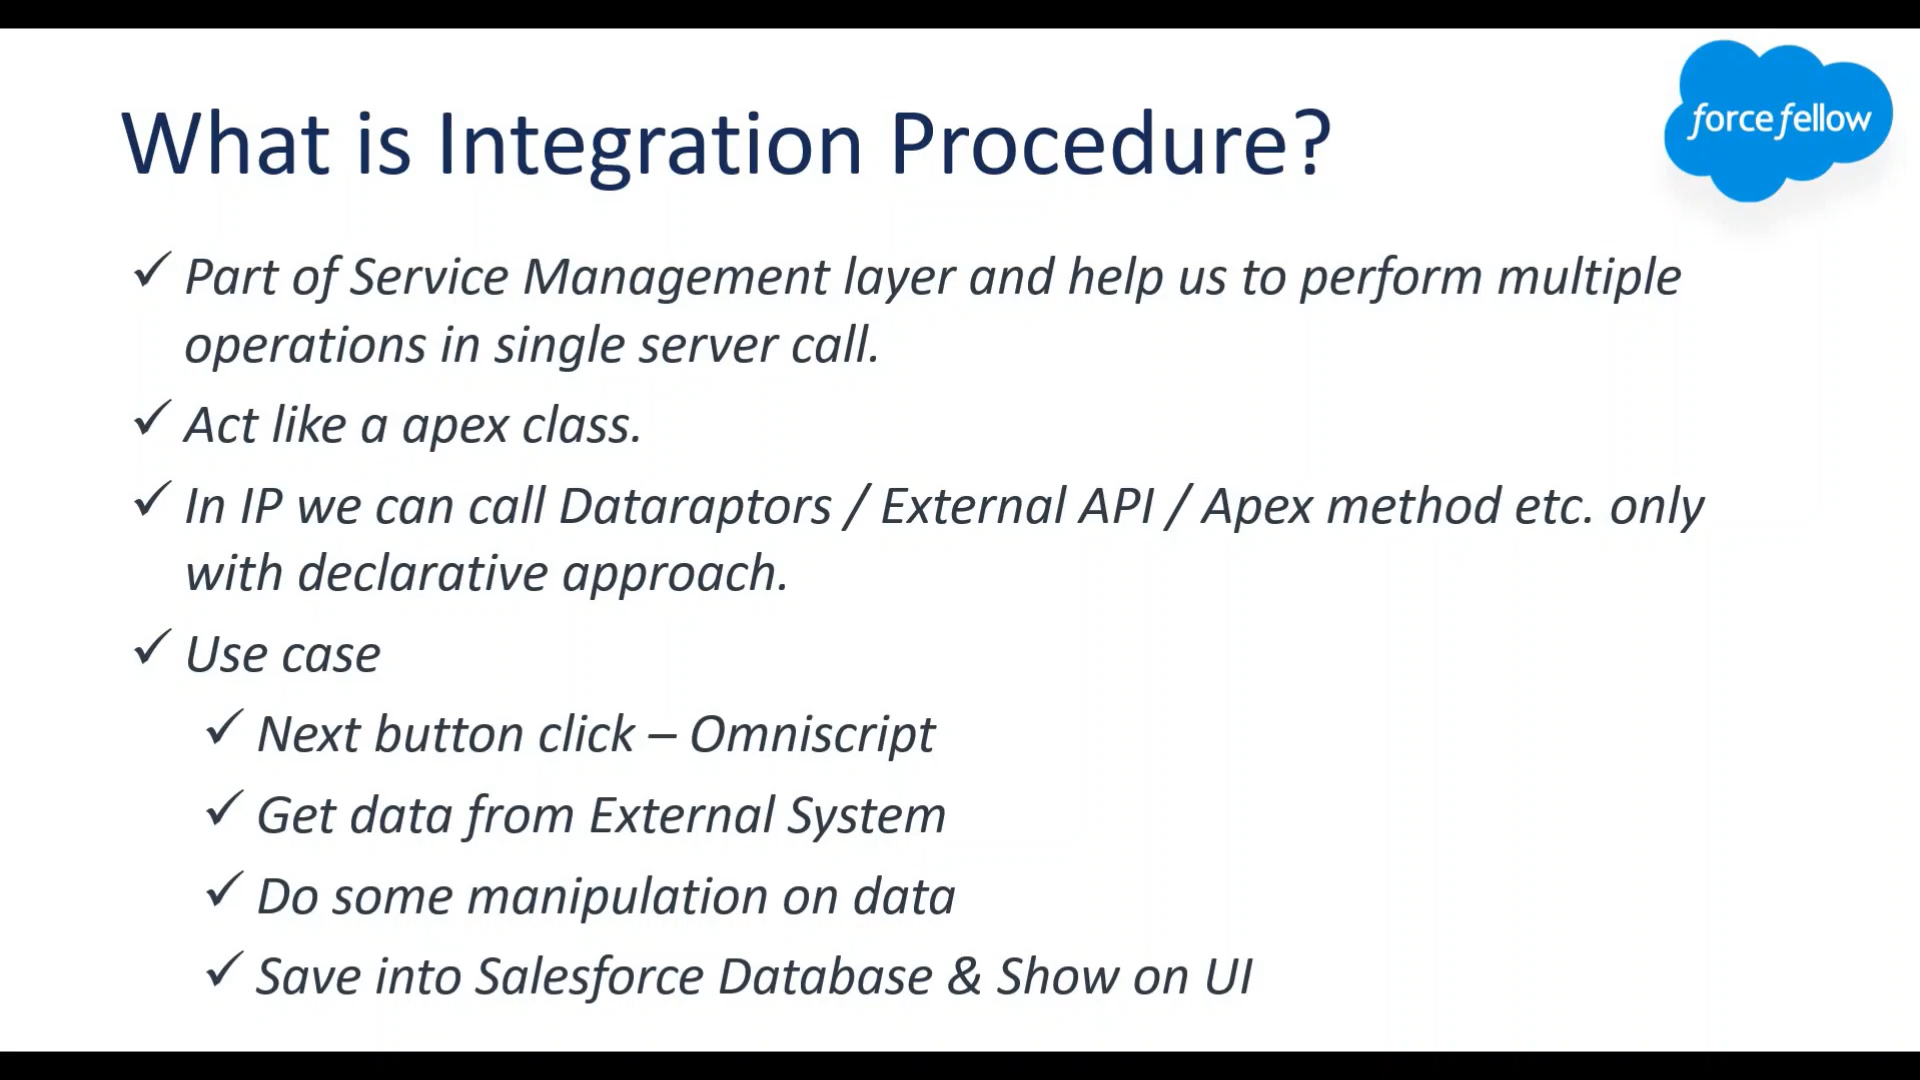 What is Integration Procedure?
force fellow
✓ Part of Service Management layer and help us to perform multiple
operations in single server call.
✓ Act like a apex class.
✓ In IP we can call Dataraptors / External API / Apex method etc. only
with declarative approach.
✓ Use case
✓ Next button click – Omniscript
✓ Get data from External System
✓ Do some manipulation on data
✓ Save into Salesforce Database & Show on UI